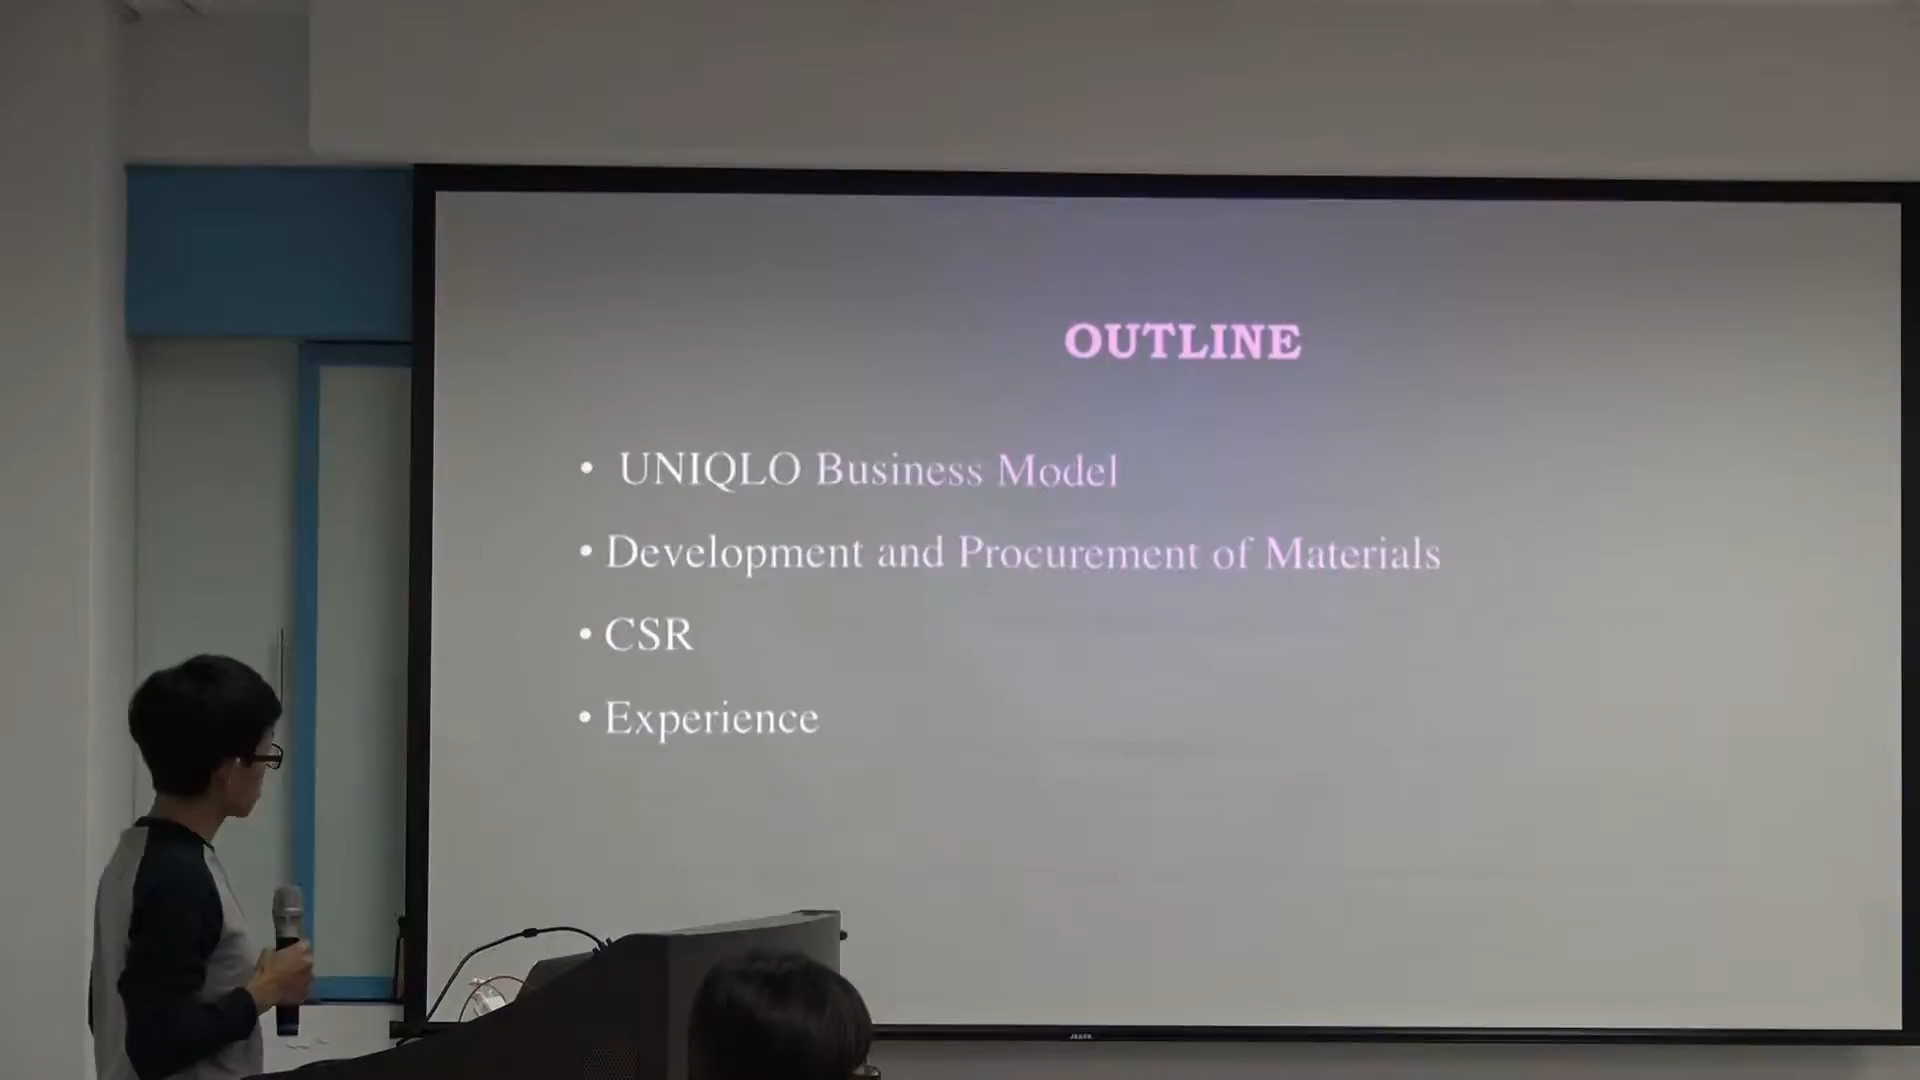 OUTLINE
• UNIQLO Business Model
• Development and Procurement of Materials
• CSR
• Experience